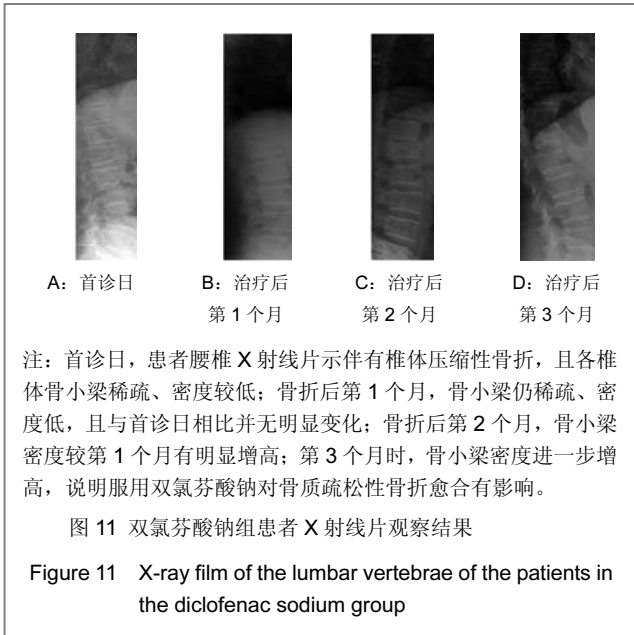 A：首诊日
B：治疗后
第 1 个月
C：治疗后
第 2 个月
D：治疗后
第 3 个月
注：首诊日，患者腰椎 X 射线片示伴有椎体压缩性骨折，且各椎
体骨小梁稀疏、密度较低；骨折后第 1 个月，骨小梁仍稀疏、密
度低，且与首诊日相比并无明显变化；骨折后第 2 个月，骨小梁
密度较第 1 个月有明显增高；第 3 个月时，骨小梁密度进一步增
高，说明服用双氯芬酸钠对骨质疏松性骨折愈合有影响。
图 11 双氯芬酸钠组患者 X 射线片观察结果
Figure 11 X-ray film of the lumbar vertebrae of the patients in
the diclofenac sodium group